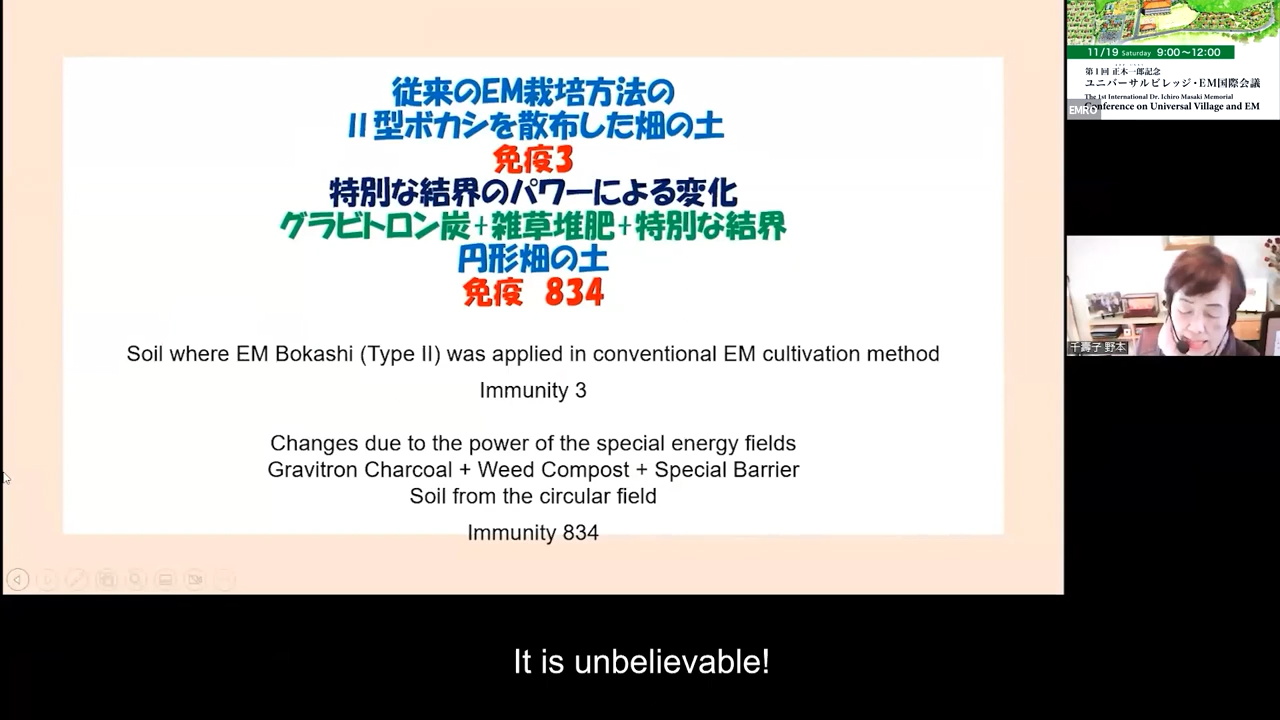 従来のEM栽培方法の
II型ボカシを散布した畑の土
免疫3
特別な結界のパワーによる変化
グラビトロン炭+雑草堆肥+特別な結界
円形畑の土
免疫 834
Soil where EM Bokashi (Type II) was applied in conventional EM cultivation method
Immunity 3
Changes due to the power of the special energy fields
Gravitron Charcoal + Weed Compost + Special Barrier
Soil from the circular field
Immunity 834
11/19 Saturday 9:00〜12:00
第1回 正木一郎記念
ユニバーサルビレッジ・EM国際会議
The 1st International Dr. Ichiro Masaki Memorial
Conference on Universal Village and EM
EMRO
千壽子 野本
It is unbelievable!